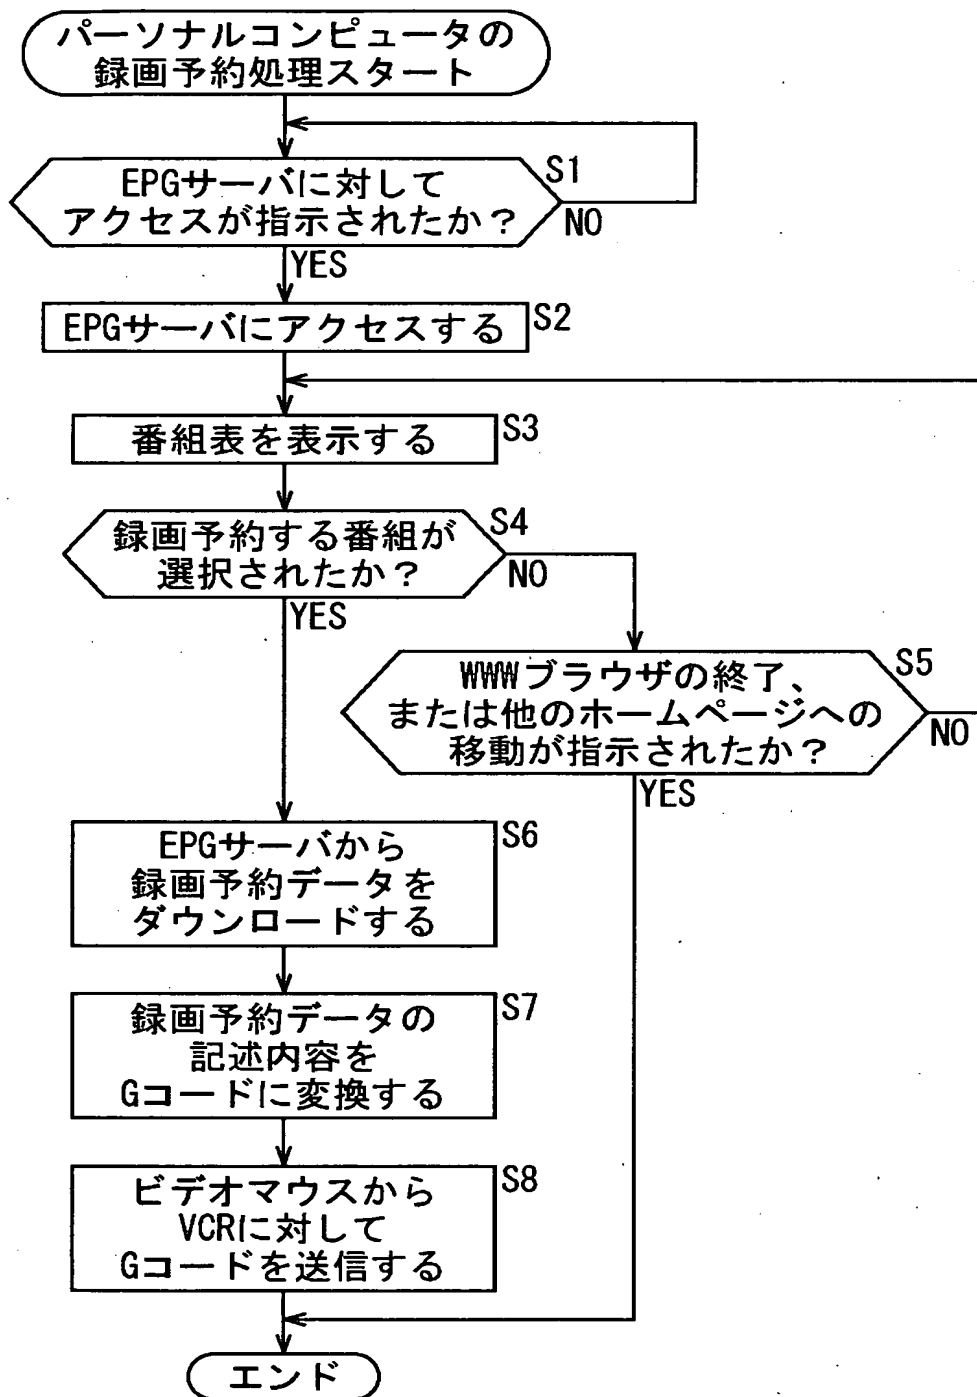 パーソナルコンピュータの
録画予約処理スタート
S1
EPGサーバに対して
アクセスが指示されたか?
NO
YES
EPGサーバにアクセスする
S2
番組表を表示する
S3
録画予約する番組が
選択されたか?
S4
NO
YES
WWWブラウザの終了、
または他のホームページへの
移動が指示されたか?
S5
NO
YES
EPGサーバから
録画予約データを
ダウンロードする
S6
録画予約データの
記述内容を
Gコードに変換する
S7
ビデオマウスから
VCRに対して
Gコードを送信する
S8
エンド